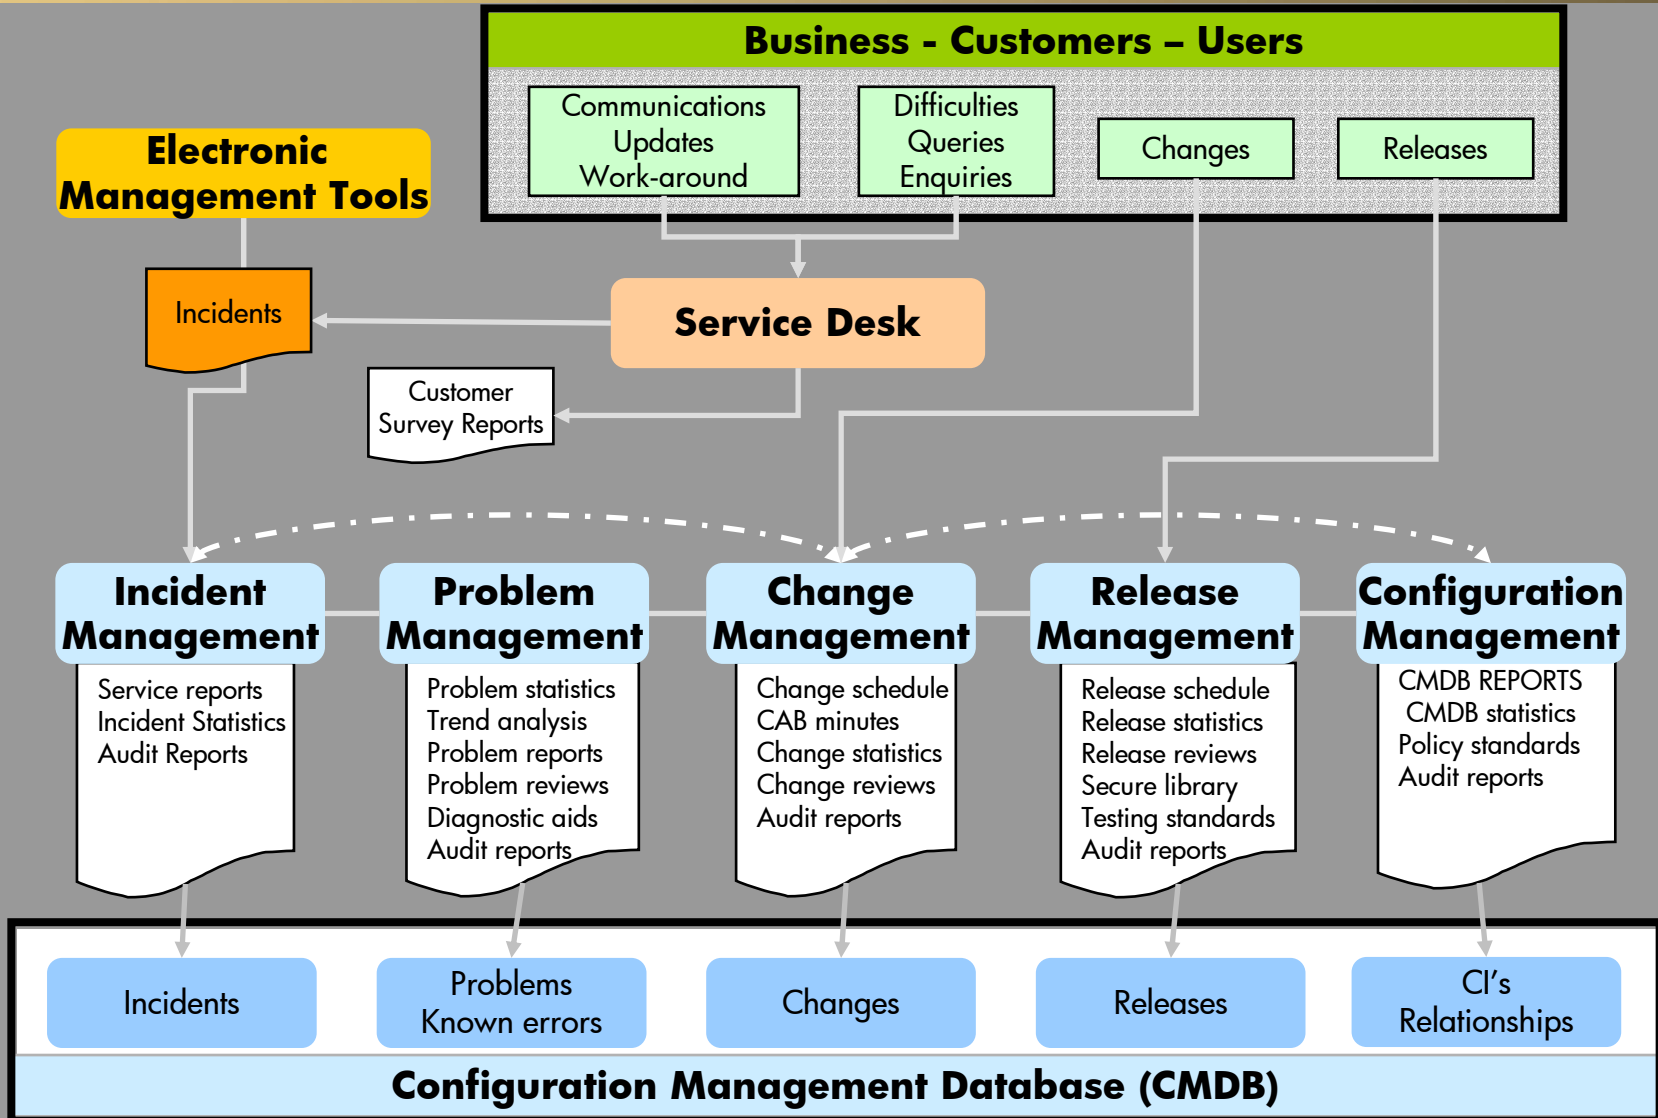 Business - Customers – Users
Communications
Updates
Work-around
Difficulties
Queries
Enquiries
Changes
Releases
Electronic
Management Tools
Incidents
Service Desk
Customer
Survey Reports
Incident
Management
Problem
Management
Change
Management
Release
Management
Configuration
Management
Service reports
Incident Statistics
Audit Reports
Problem statistics
Trend analysis
Problem reports
Problem reviews
Diagnostic aids
Audit reports
Change schedule
CAB minutes
Change statistics
Change reviews
Audit reports
Release schedule
Release statistics
Release reviews
Secure library
Testing standards
Audit reports
CMDB REPORTS
CMDB statistics
Policy standards
Audit reports
Incidents
Problems
Known errors
Changes
Releases
CI's
Relationships
Configuration Management Database (CMDB)